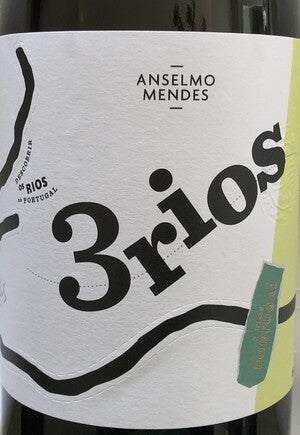 ANSELMO
MENDES
DESCOBRIR
OS RIOS
DE PORTUGAL
3rios